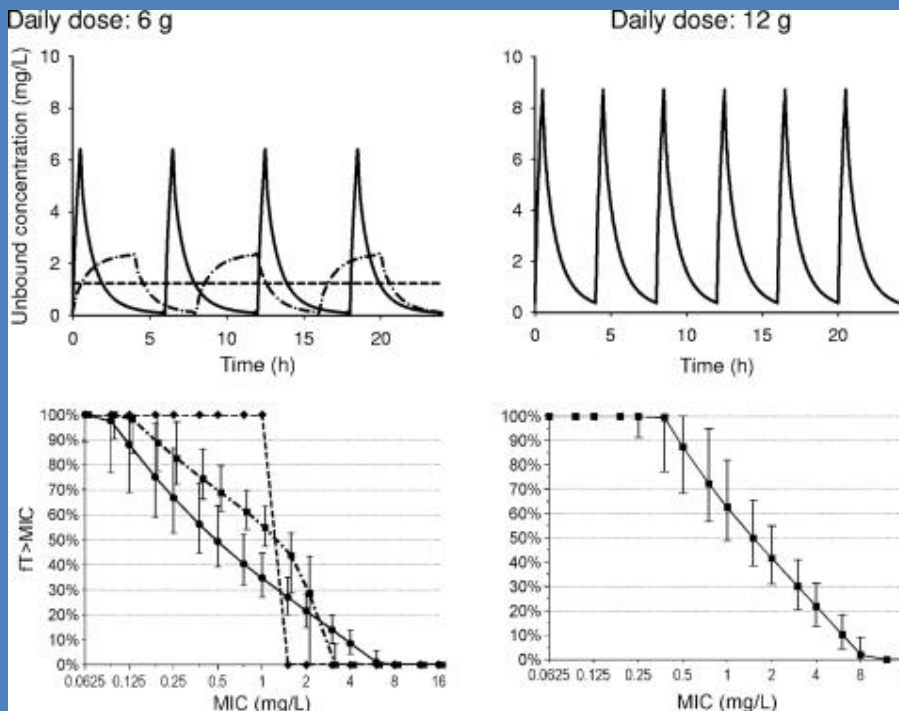 Daily dose: 6 g
Daily dose: 12 g
Unbound concentration (mg/L)
10
8
6
4
2
0
0 5 10 15 20
Time (h)
10
8
6
4
2
0
0 5 10 15 20
Time (h)
fT>MIC
100%
90%
80%
70%
60%
50%
40%
30%
20%
10%
0%
0.0625 0.125 0.25 0.5 1 2 4 8 16
MIC (mg/L)
100%
90%
80%
70%
60%
50%
40%
30%
20%
10%
0%
0.0625 0.125 0.25 0.5 1 2 4 8
MIC (mg/L)